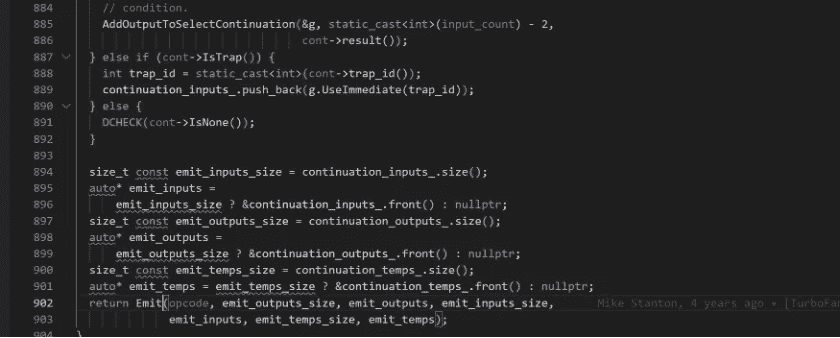 884 // condition.
885 AddOutputToSelectContinuation(&g, static_cast<int>(input_count) - 2,
886 cont->result());
887 } else if (cont->IsTrap()) {
888 int trap_id = static_cast<int>(cont->trap_id());
889 continuation_inputs_.push_back(g.UseImmediate(trap_id));
890 } else {
891 DCHECK(cont->IsNone());
892 }
893
894 size_t const emit_inputs_size = continuation_inputs_.size();
895 auto* emit_inputs =
896 emit_inputs_size ? &continuation_inputs_.front() : nullptr;
897 size_t const emit_outputs_size = continuation_outputs_.size();
898 auto* emit_outputs =
899 emit_outputs_size ? &continuation_outputs_.front() : nullptr;
900 size_t const emit_temps_size = continuation_temps_.size();
901 auto* emit_temps = emit_temps_size ? &continuation_temps_.front() : nullptr;
902 return Emit(opcode, emit_outputs_size, emit_outputs, emit_inputs_size, Mike Stanton, 4 years ago • [TurboFan
903 emit_inputs, emit_temps_size, emit_temps);
904 }